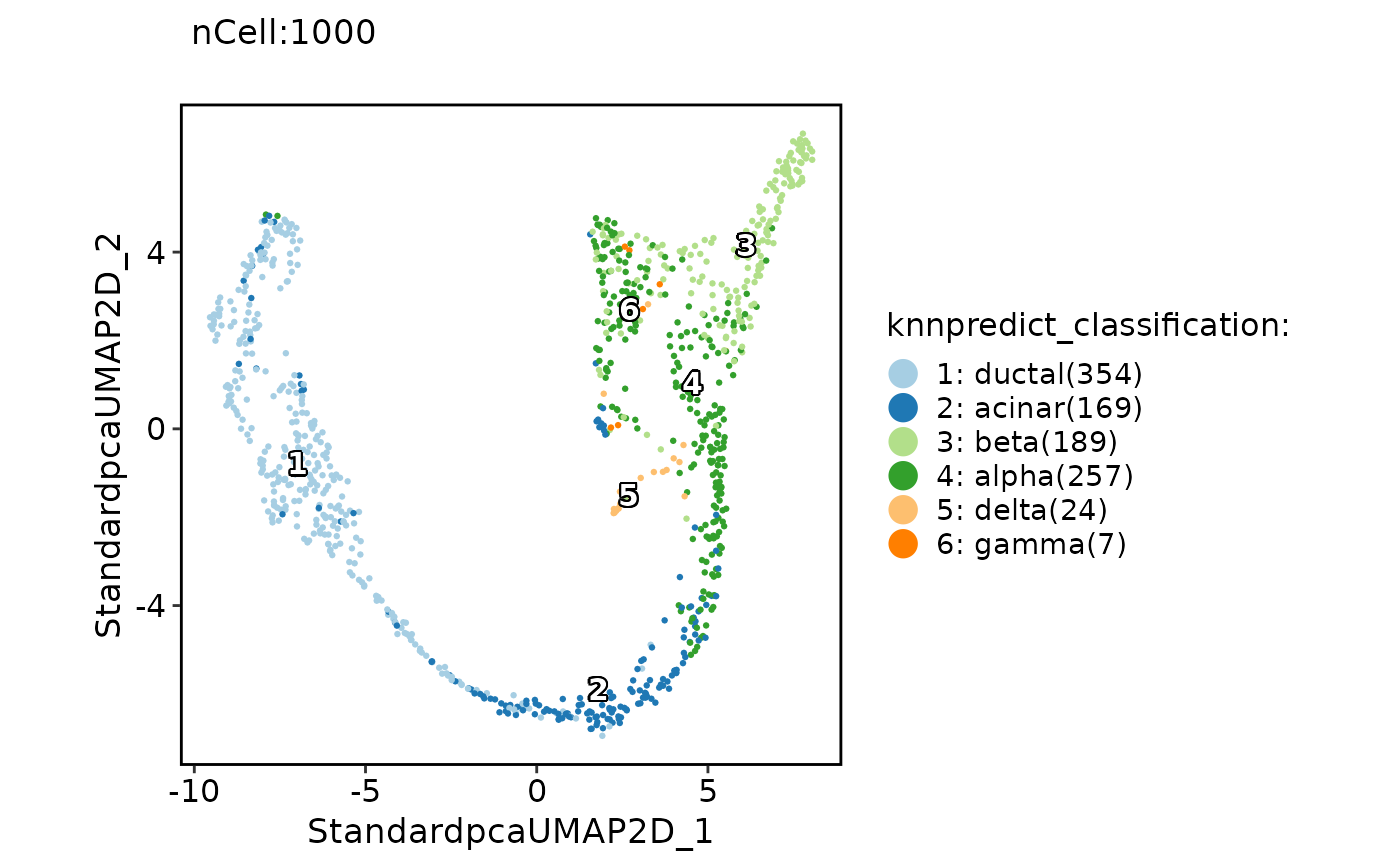 nCell:1000
StandardpcaUMAP2D_2
4
0
-4
-10
-5
0
5
StandardpcaUMAP2D_1
1
2
3
4
5
6
knnpredict_classification:
1: ductal(354)
2: acinar(169)
3: beta(189)
4: alpha(257)
5: delta(24)
6: gamma(7)